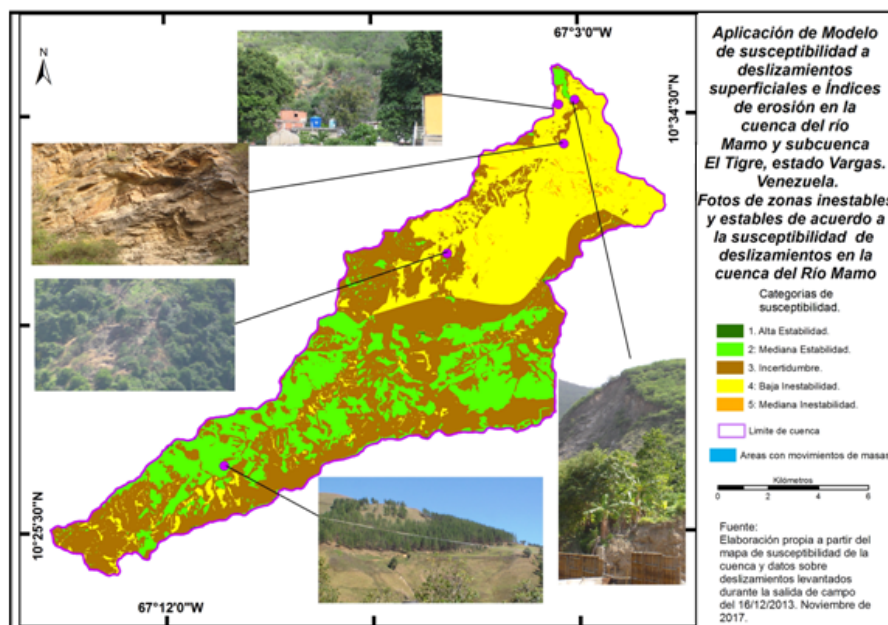 67°3'0"W
N
10°34'30"N
10°25'30"N
67°12'0"W
Aplicación de Modelo
de susceptibilidad a
deslizamientos
superficiales e Índices
de erosión en la
cuenca del río
Mamo y subcuenca
El Tigre, estado Vargas.
Venezuela.
Fotos de zonas inestables
y estables de acuerdo a
la susceptibilidad de
deslizamientos en la
cuenca del Río Mamo
Categorias de
susceptibilidad.
1. Alta Estabilidad.
2: Mediana Estabilidad.
3. Incertidumbre.
4: Baja Inestabilidad.
5: Mediana Inestabilidad.
Limite de cuenca
Areas con movimientos de masas
Kilómetros
0 2 4 6
Fuente:
Elaboración propia a partir del
mapa de susceptibilidad de la
cuenca y datos sobre
deslizamientos levantados
durante la salida de campo
del 16/12/2013. Noviembre de
2017.